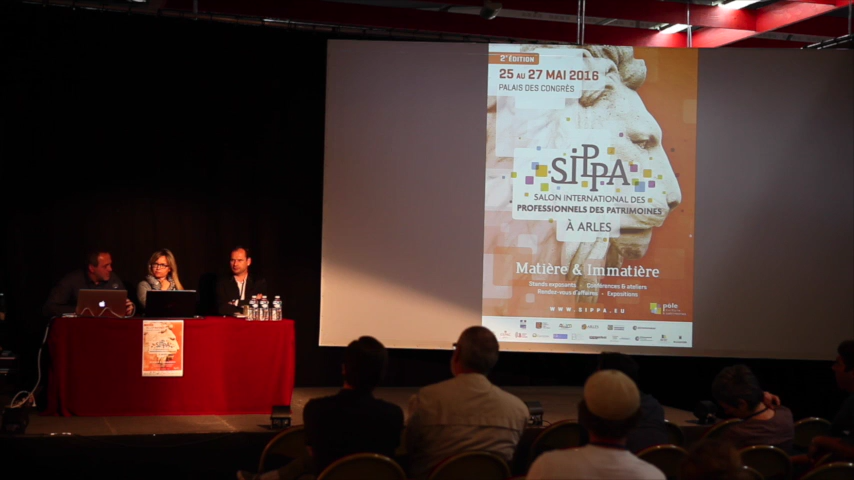 2e ÉDITION
25 AU 27 MAI 2016
PALAIS DES CONGRÈS
SIPPA
SALON INTERNATIONAL DES
PROFESSIONNELS DES PATRIMOINES
À ARLES
Matière & Immatière
Stands exposants · Conférences & ateliers
Rendez-vous d'affaires · Expositions
WWW.SIPPA.EU
pôle